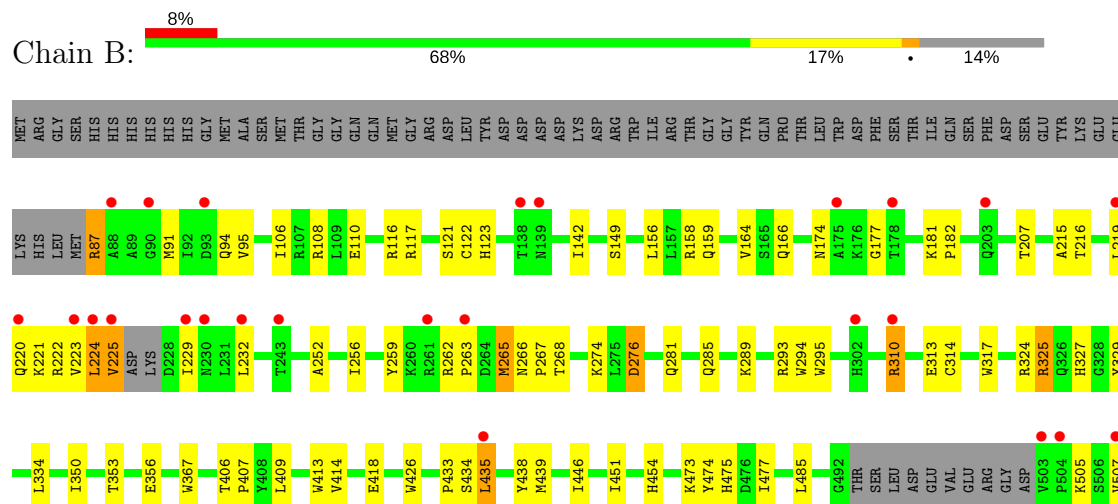 8%
Chain B:
68% 17% • 14%
MET ARG GLY SER HIS HIS HIS HIS HIS HIS GLY MET ALA SER MET THR GLY GLY GLN GLN MET GLY ARG ASP LEU TYR ASP ASP ASP ASP LYS ASP ARG TRP ILE ARG THR GLY GLY TYR GLN PRO THR LEU TRP ASP PHE SER THR ILE GLN SER PHE ASP SER GLU TYR LYS GLU GLU
LYS HIS LEU MET R87 A88 A89 G90 M91 I92 D93 Q94 V95 I106 R107 R108 L109 E110 R116 R117 S121 C122 H123 T138 N139 I142 S149 L156 L157 R158 Q159 V164 S165 Q166 N174 A175 K176 G177 T178 K181 P182 Q203 T207 A215 T216 L219
Q220 K221 R222 V223 L224 V225 ASP LYS D228 I229 N230 L231 L232 T243 A252 I256 Y259 K260 R261 R262 P263 D264 M265 N266 P267 T268 K274 L275 D276 Q281 Q285 K289 R293 W294 W295 H302 R310 E313 C314 W317 R324 R325 Q326 H327 G328 Y329
L334 I350 T353 E356 W367 T406 P407 Y408 L409 W413 V414 E418 W426 P433 S434 L435 Y438 M439 I446 I451 H454 K473 Y474 H475 D476 I477 L485 G492 THR SER LEU ASP GLU VAL GLU ARG GLY ASP V503 P504 K505 S506